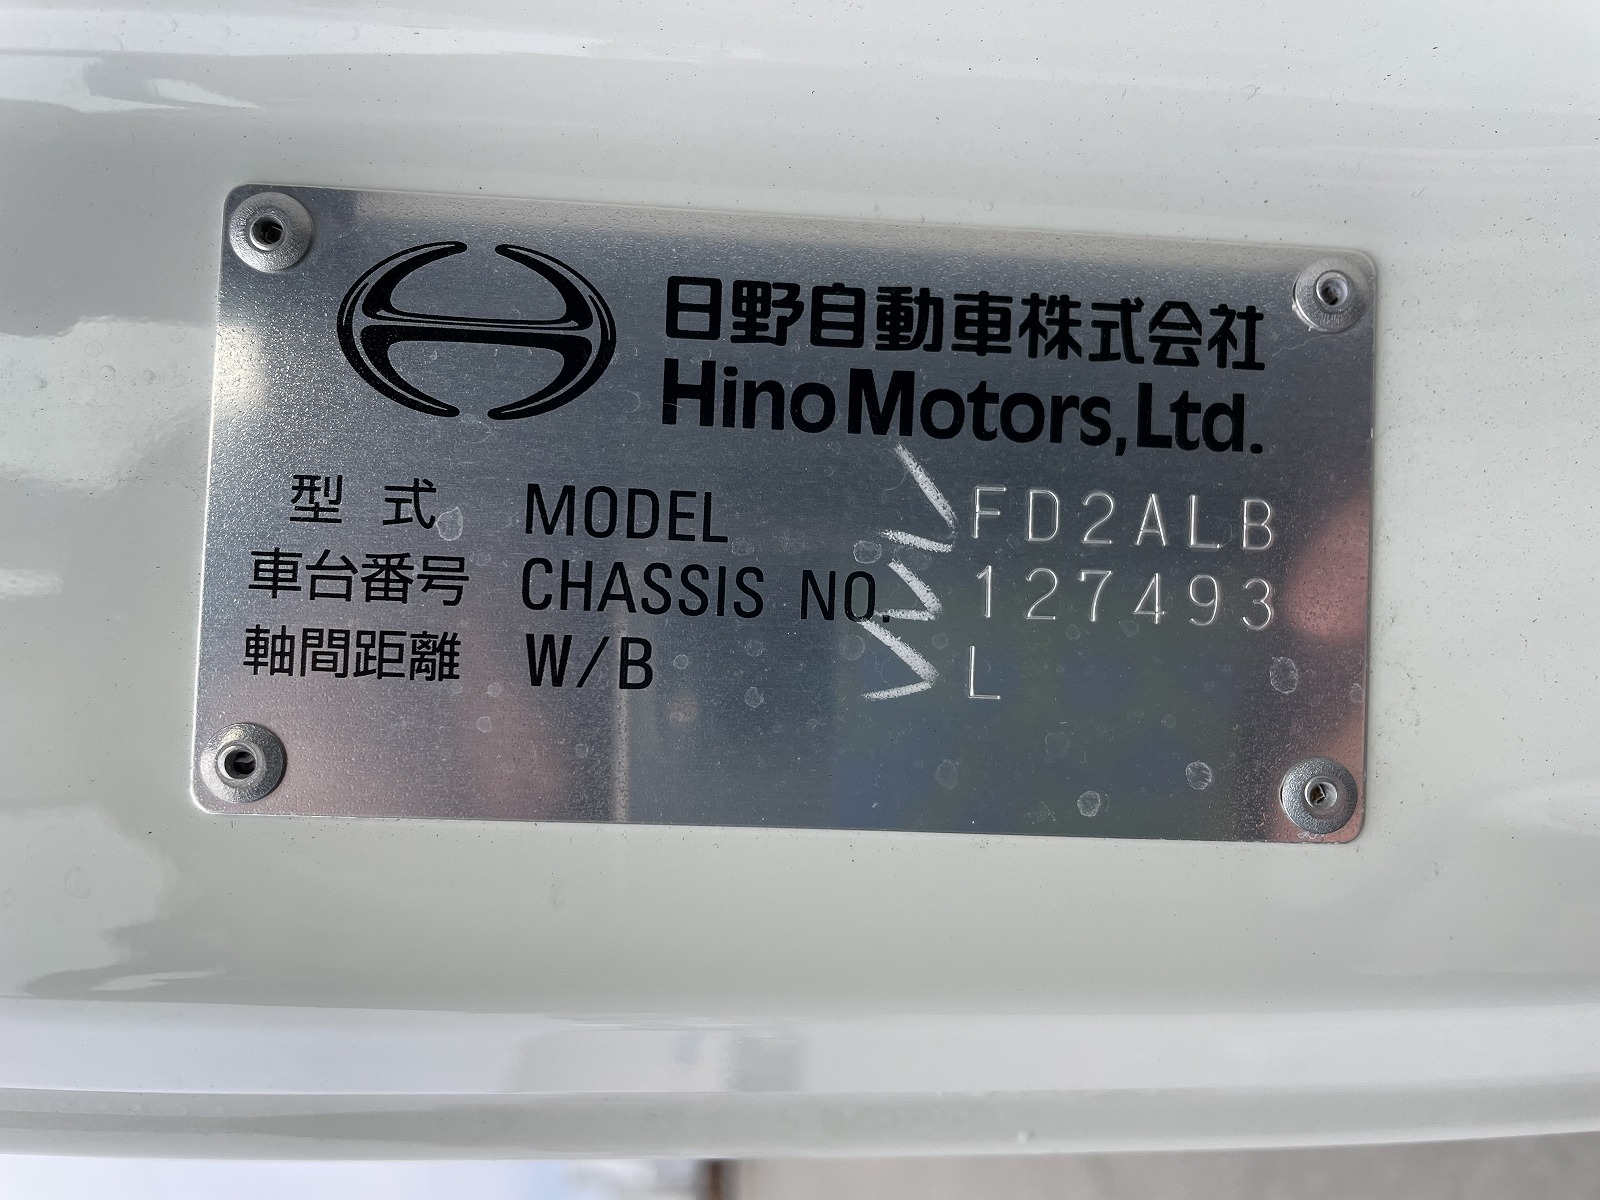 日野自動車株式会社
Hino Motors, Ltd.
型式 MODEL FD2ALB
車台番号 CHASSIS NO. 127493
軸間距離 W/B L